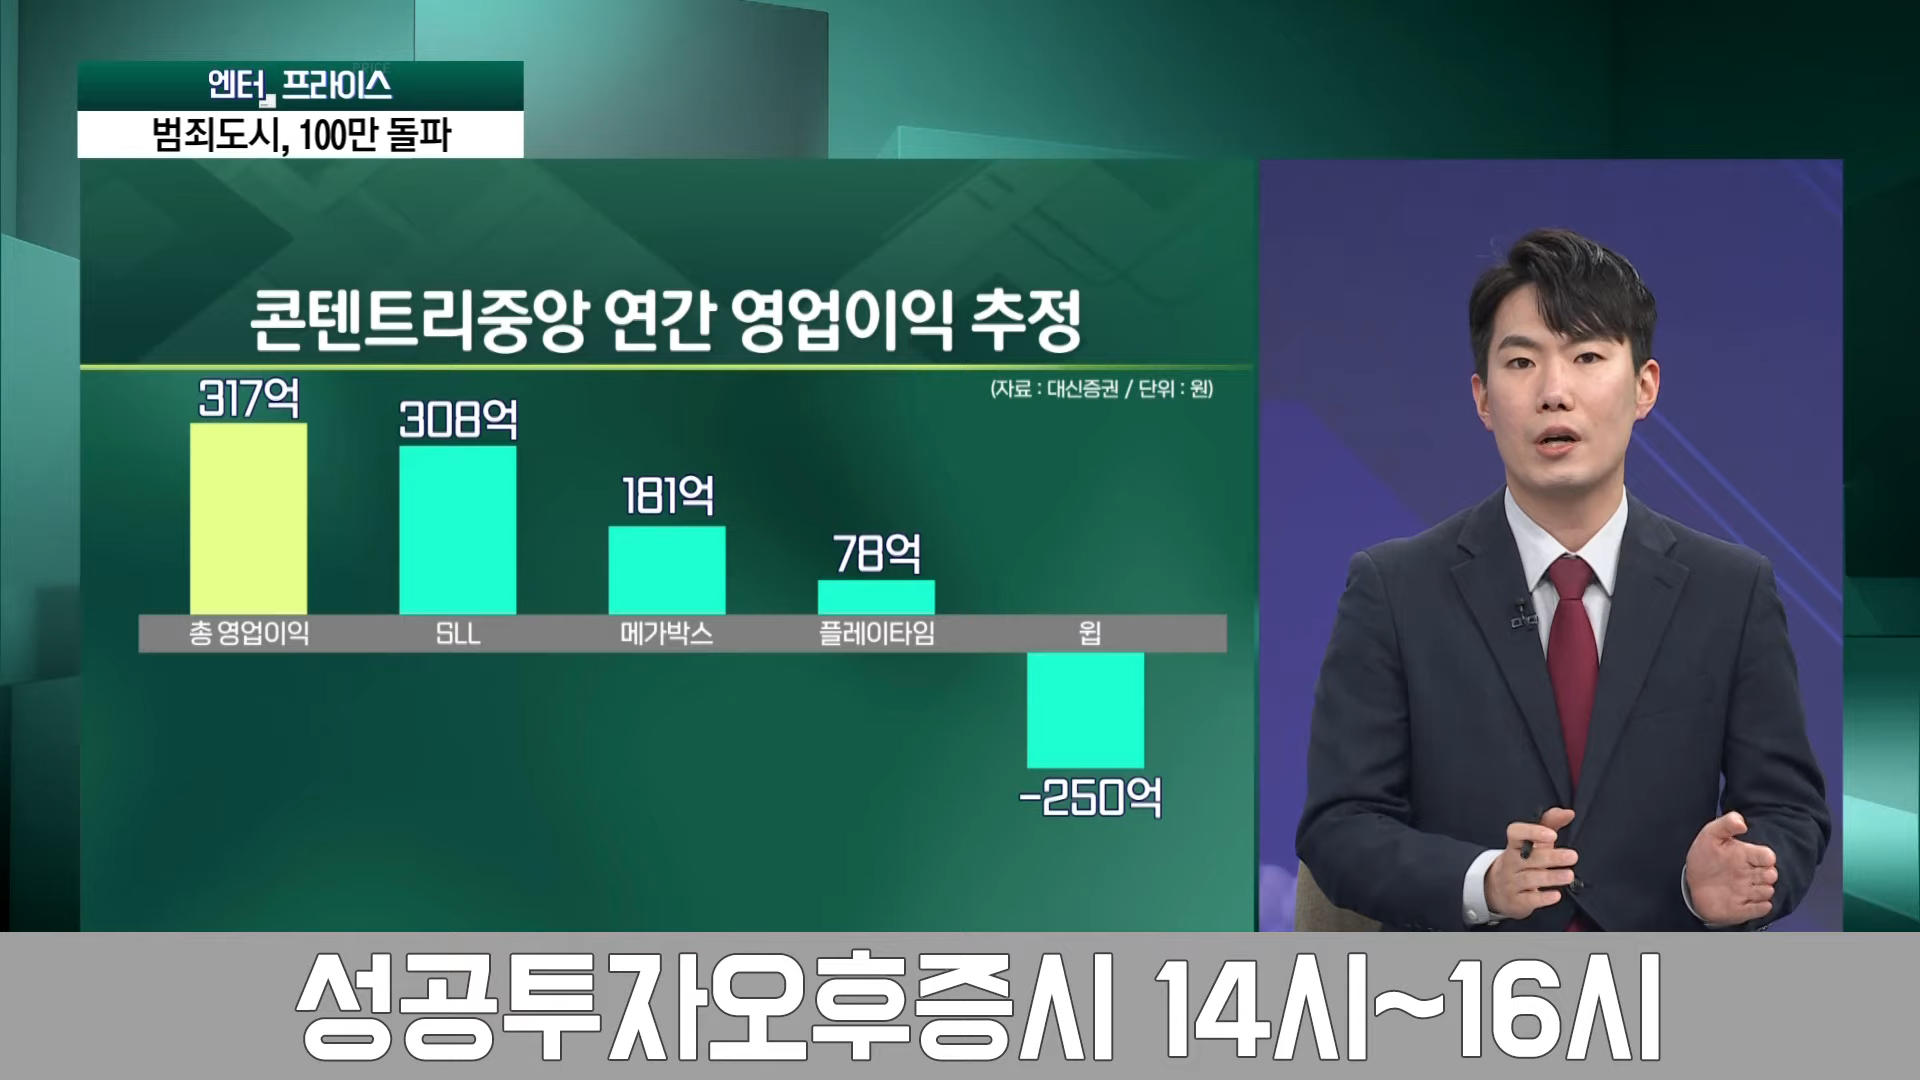 PRICE
엔터 프라이스
범죄도시, 100만 돌파
콘텐트리중앙 연간 영업이익 추정
(자료 : 대신증권 / 단위 : 원)
317억
308억
181억
78억
총 영업이익
SLL
메가박스
플레이타임
윕
-250억
성공투자오후증시 14시~16시